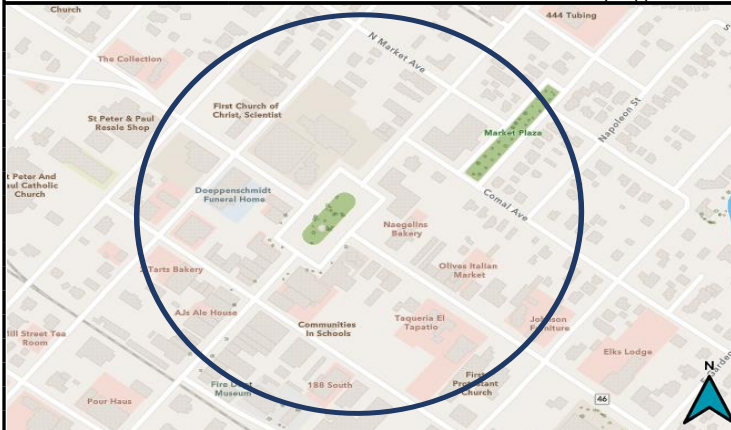 Church
444 Tubing
N Market Ave
The Collection
First Church of
Christ, Scientist
St Peter & Paul
Resale Shop
Market Plaza
Napoleon St
t Peter And
aul Catholic
Church
Doeppenschmidt
Funeral Home
Comal Ave
Naegelins
Bakery
2Tarts Bakery
Olives Italian
Market
AJs Ale House
Communities
In Schools
Taqueria El
Tapatio
Johnson
Furniture
Mill Street Tea
Room
Elks Lodge
Fire Dept
Museum
188 South
First
Protestant
Church
Pour Haus
46
N